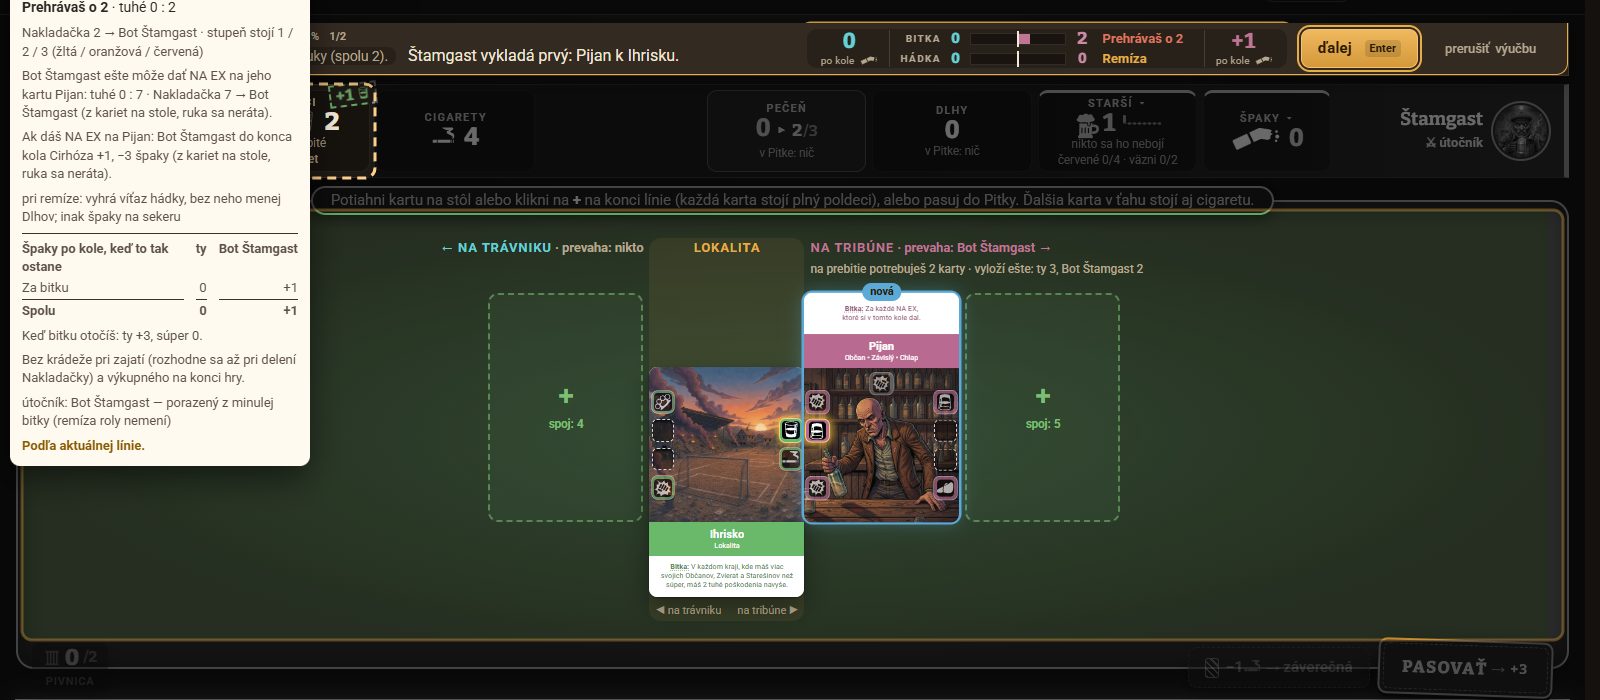 Prehrávaš o 2 · tuhé 0 : 2
Nakladačka 2 → Bot Štamgast · stupeň stojí 1 /
2 / 3 (žltá / oranžová / červená)
Bot Štamgast ešte môže dať NA EX na jeho
kartu Pijan: tuhé 0 : 7 · Nakladačka 7 → Bot
Štamgast (z kariet na stole, ruka sa neráta).
Ak dáš NA EX na Pijan: Bot Štamgast do konca
kola Cirhóza +1, −3 špaky (z kariet na stole,
ruka sa neráta).
pri remíze: vyhrá víťaz hádky, bez neho menej
Dlhov; inak špaky na sekeru
Špaky po kole, keď to tak ostane ty Bot Štamgast
Za bitku 0 +1
Spolu 0 +1
Keď bitku otočíš: ty +3, súper 0.
Bez krádeže pri zajatí (rozhodne sa až pri delení
Nakladačky) a výkupného na konci hry.
útočník: Bot Štamgast — porazený z minulej
bitky (remíza roly nemení)
Podľa aktuálnej línie.
% 1/2
(spolu 2).
Štamgast vykladá prvý: Pijan k Ihrisku.
0
po kole
BITKA 0 2 Prehrávaš o 2
HÁDKA 0 0 Remíza
+1
po kole
ďalej Enter
prerušiť výučbu
+1
2
CIGARETY
4
PEČEŇ
0 ▸ 2/3
v Pitke: nič
DLHY
0
v Pitke: nič
STARŠÍ
1
nikto sa ho nebojí
červené 0/4 · väzni 0/2
ŠPAKY
0
Štamgast
útočník
Potiahni kartu na stôl alebo klikni na + na konci línie (každá karta stojí plný poldeci), alebo pasuj do Pitky. Ďalšia karta v ťahu stojí aj cigaretu.
← NA TRÁVNIKU · prevaha: nikto
LOKALITA
NA TRIBÚNE · prevaha: Bot Štamgast →
na prebitie potrebuješ 2 karty · vyloží ešte: ty 3, Bot Štamgast 2
nová
Bitka: Za každé NA EX,
ktoré si v tomto kole dal.
Pijan
Občan • Závislý • Chlap
+
spoj: 4
+
spoj: 5
Ihrisko
Lokalita
Bitka: V každom kraji, kde máš viac
svojich Občanov, Zvierat a Starešinov než
súper, máš 2 tuhé poškodenia navyše.
◀ na trávniku na tribúne ▶
0 /2
PIVNICA
−1 → záverečná
PASOVAŤ → +3